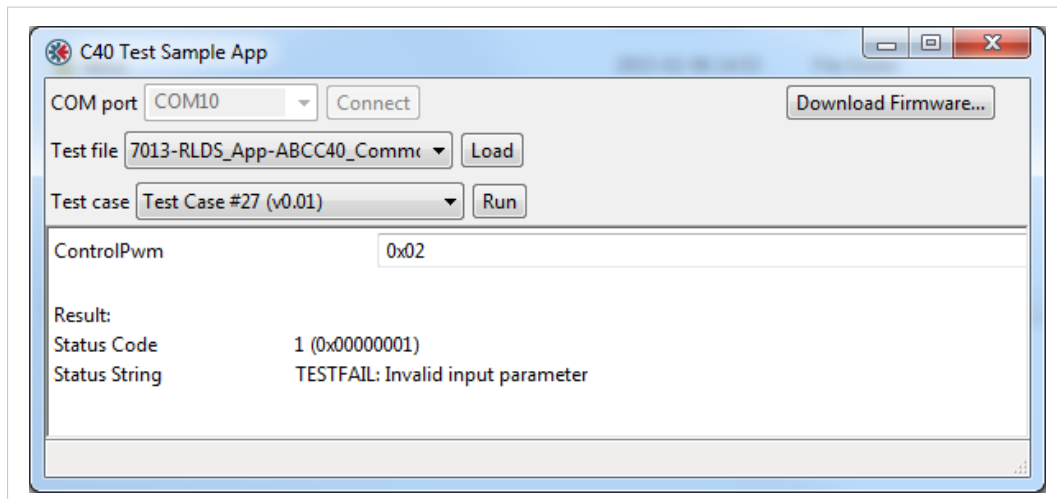 C40 Test Sample App
COM port COM10 Connect Download Firmware...
Test file 7013-RLDS_App-ABCC40_Comm Load
Test case Test Case #27 (v0.01) Run
ControlPwm 0x02
Result:
Status Code 1 (0x00000001)
Status String TESTFAIL: Invalid input parameter